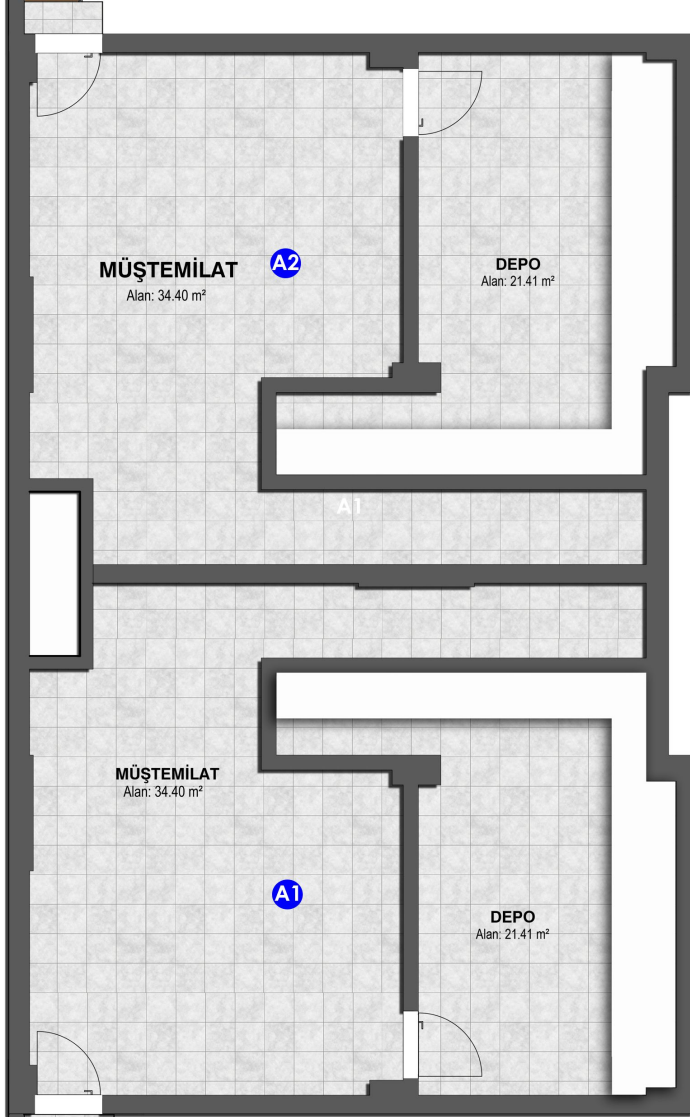 MÜŞTEMİLAT
Alan: 34.40 m²
A2
DEPO
Alan: 21.41 m²
A1
MÜŞTEMİLAT
Alan: 34.40 m²
A1
DEPO
Alan: 21.41 m²